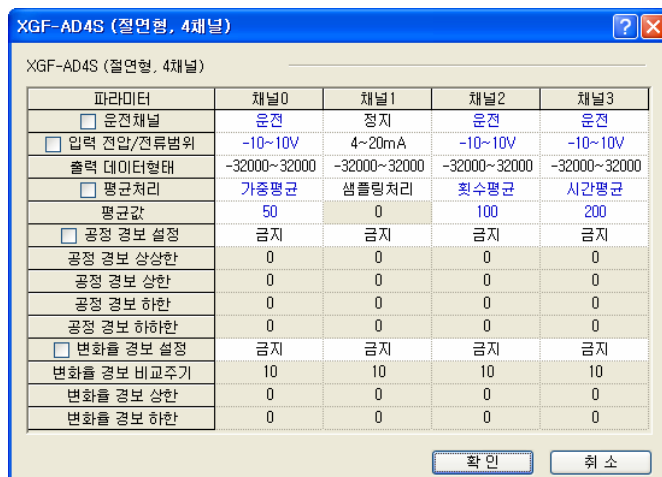 XGF-AD4S (절연형, 4채널)
XGF-AD4S (절연형, 4채널)
파라미터 채널0 채널1 채널2 채널3
운전채널 운전 정지 운전 운전
입력 전압/전류범위 -10~10V 4~20mA -10~10V -10~10V
출력 데이터형태 -32000~32000 -32000~32000 -32000~32000 -32000~32000
평균처리 가중평균 샘플링처리 횟수평균 시간평균
평균값 50 0 100 200
공정 경보 설정 금지 금지 금지 금지
공정 경보 상상한 0 0 0 0
공정 경보 상한 0 0 0 0
공정 경보 하한 0 0 0 0
공정 경보 하하한 0 0 0 0
변화율 경보 설정 금지 금지 금지 금지
변화율 경보 비교주기 10 10 10 10
변화율 경보 상한 0 0 0 0
변화율 경보 하한 0 0 0 0
확인 취소